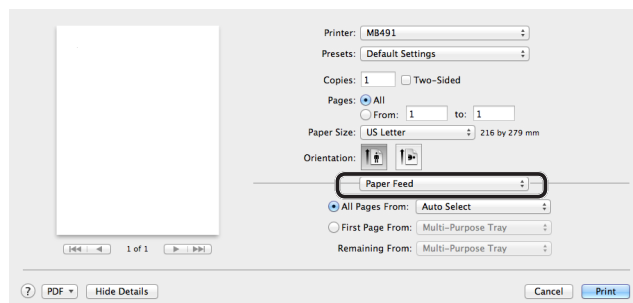 Printer: MB491
Presets: Default Settings
Copies: 1 Two-Sided
Pages: All
From: 1 to: 1
Paper Size: US Letter 216 by 279 mm
Orientation:
Paper Feed
All Pages From: Auto Select
First Page From: Multi-Purpose Tray
Remaining From: Multi-Purpose Tray
1 of 1
? PDF Hide Details Cancel Print